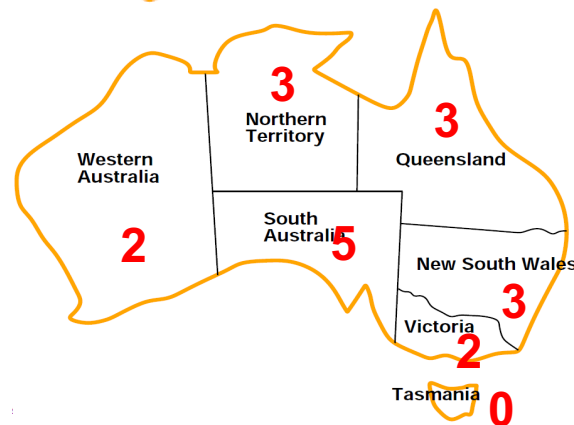 3
Northern
Territory
3
Queensland
Western
Australia
2
South
Australia
5
New South Wales
3
Victoria
2
Tasmania
0